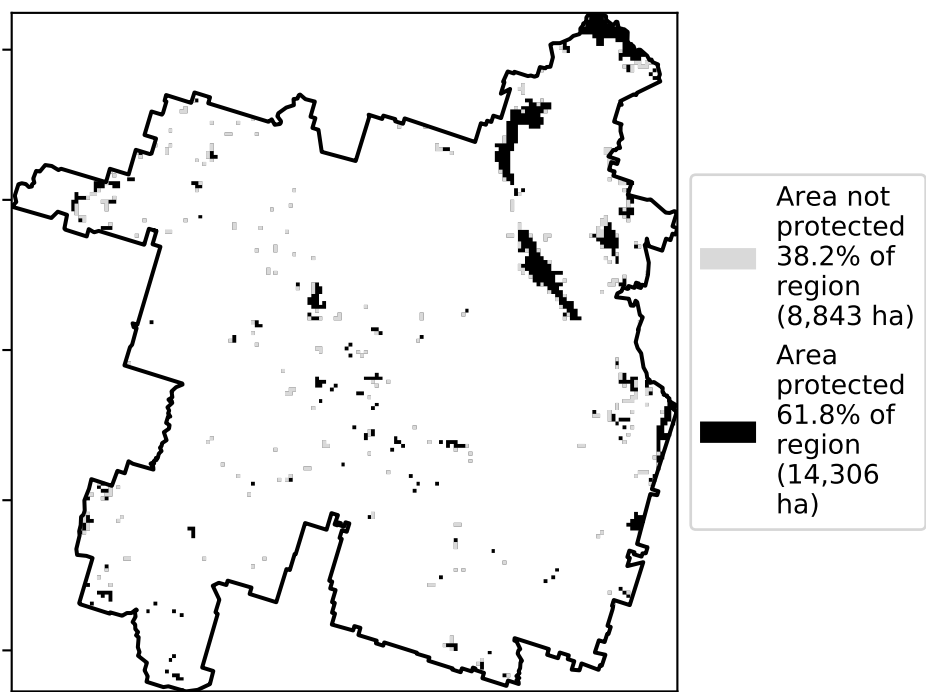 Area not
protected
38.2% of
region
(8,843 ha)
Area
protected
61.8% of
region
(14,306
ha)